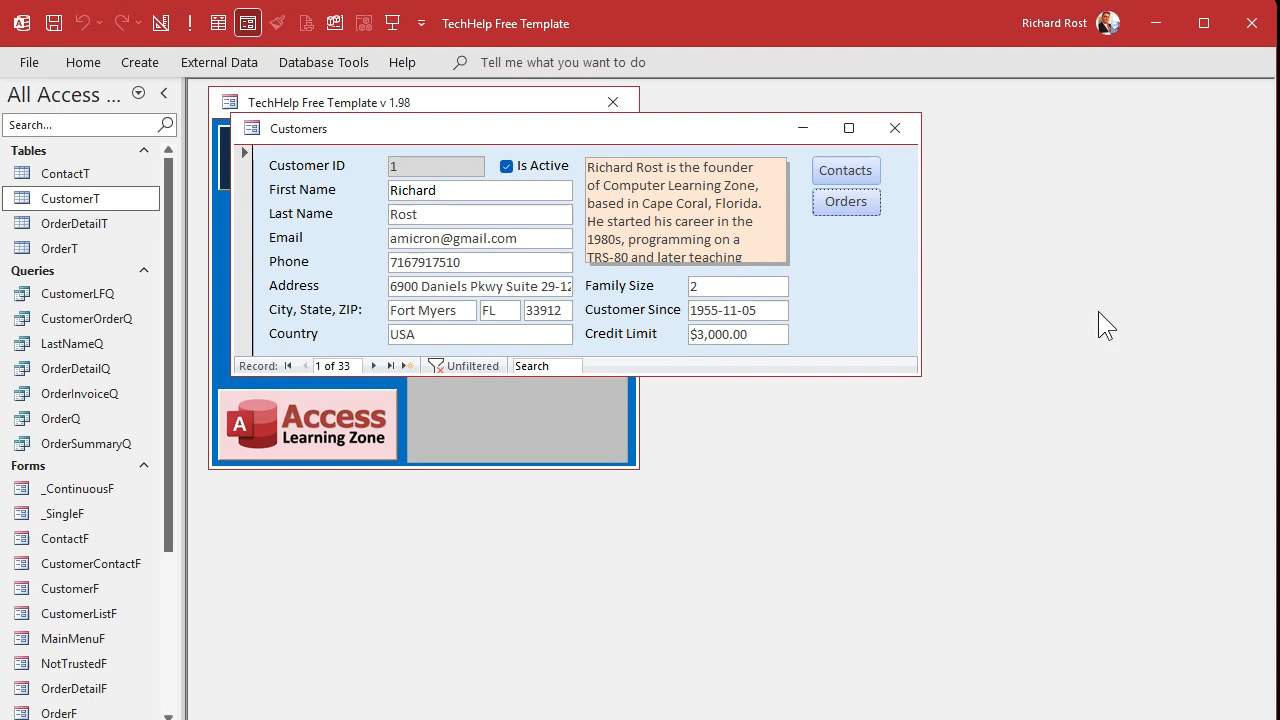 TechHelp Free Template
Richard Rost
File Home Create External Data Database Tools Help Tell me what you want to do
All Access ...
Search...
Tables
ContactT
CustomerT
OrderDetailT
OrderT
Queries
CustomerLFQ
CustomerOrderQ
LastNameQ
OrderDetailQ
OrderInvoiceQ
OrderQ
OrderSummaryQ
Forms
_ContinuousF
_SingleF
ContactF
CustomerContactF
CustomerF
CustomerListF
MainMenuF
NotTrustedF
OrderDetailF
OrderF
TechHelp Free Template v 1.98
Customers
Customer ID 1 Is Active
First Name Richard
Last Name Rost
Email amicron@gmail.com
Phone 7167917510
Address 6900 Daniels Pkwy Suite 29-12
City, State, ZIP: Fort Myers FL 33912
Country USA
Richard Rost is the founder
of Computer Learning Zone,
based in Cape Coral, Florida.
He started his career in the
1980s, programming on a
TRS-80 and later teaching
Family Size 2
Customer Since 1955-11-05
Credit Limit $3,000.00
Contacts
Orders
Record: 1 of 33 Unfiltered Search
A Access
Learning Zone